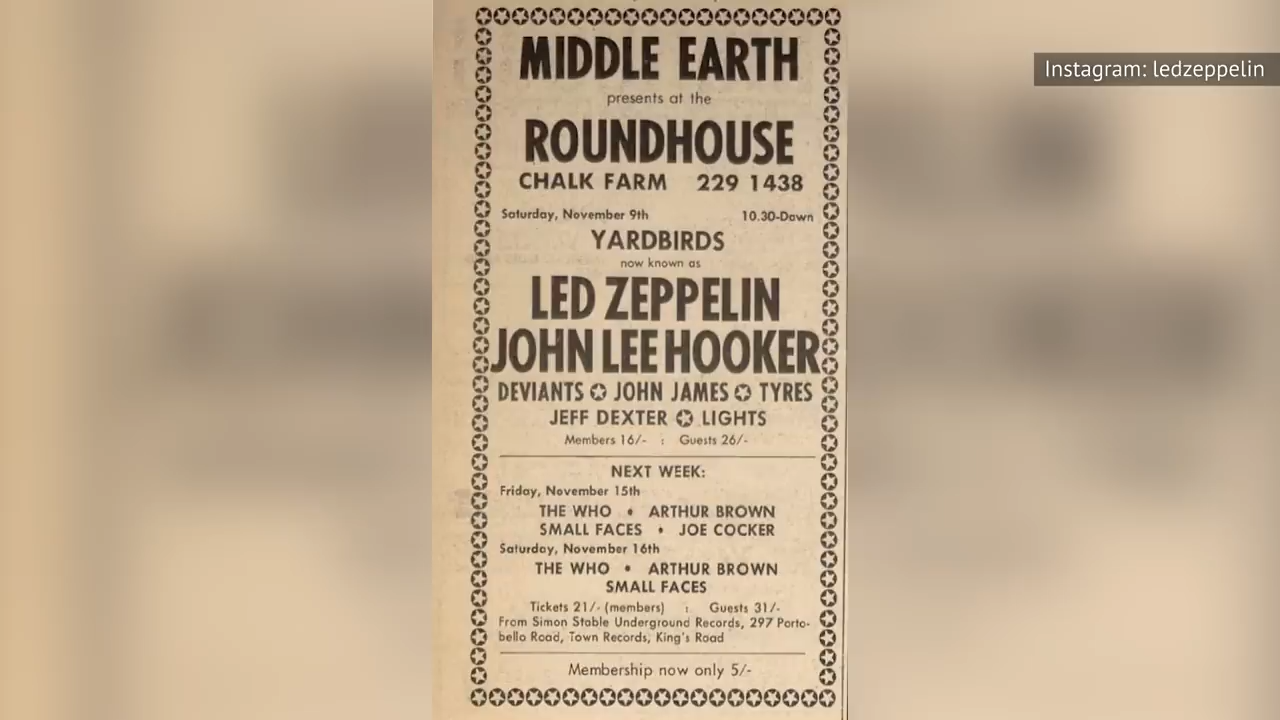 MIDDLE EARTH
Instagram: ledzeppelin
presents at the
ROUNDHOUSE
CHALK FARM 229 1438
Saturday, November 9th 10.30-Dawn
YARDBIRDS
now known as
LED ZEPPELIN
JOHN LEE HOOKER
DEVIANTS ✪ JOHN JAMES ✪ TYRES
JEFF DEXTER ✪ LIGHTS
Members 16/- : Guests 26/-
NEXT WEEK:
Friday, November 15th
THE WHO • ARTHUR BROWN
SMALL FACES • JOE COCKER
Saturday, November 16th
THE WHO • ARTHUR BROWN
SMALL FACES
Tickets 21/- (members) : Guests 31/-
From Simon Stable Underground Records, 297 Porto-
bello Road, Town Records, King's Road
Membership now only 5/-